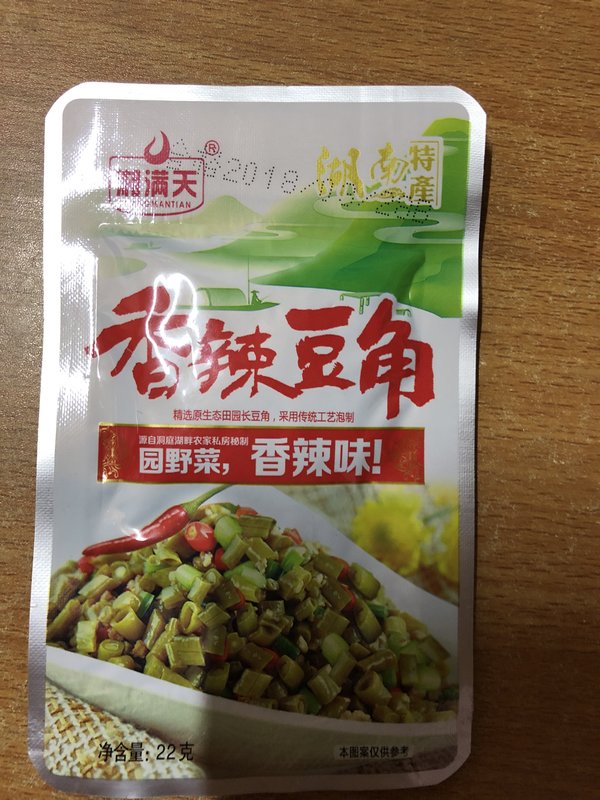 ®
满天
MANTIAN
2018
湖南
特産
香辣豆角
精选原生态田园长豆角，采用传统工艺泡制
源自洞庭湖畔农家私房秘制
园野菜，香辣味！
净含量：22克
本图案仅供参考